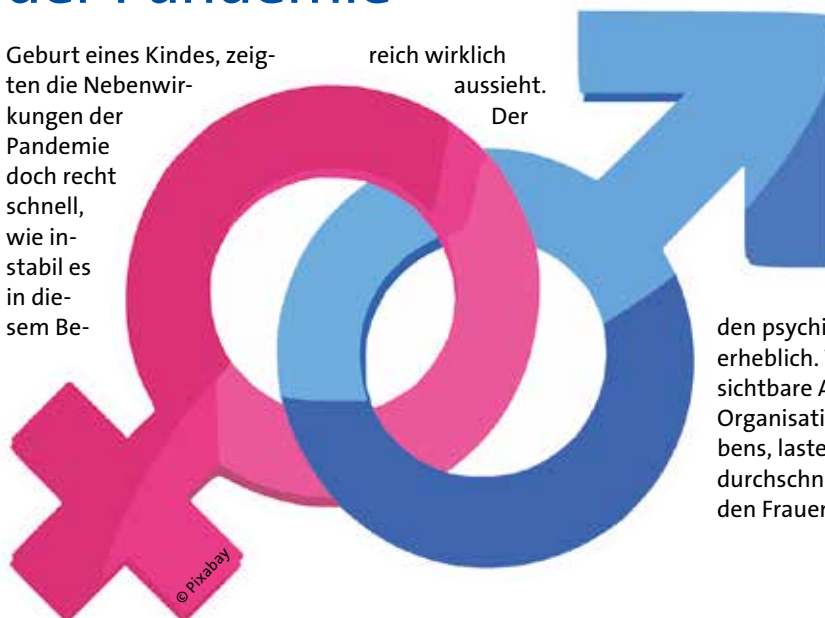 der Pandemie
Geburt eines Kindes, zeig-
ten die Nebenwir-
kungen der
Pandemie
doch recht
schnell,
wie in-
stabil es
in die-
sem Be-
reich wirklich
aussieht.
Der
den psychi
erheblich.
sichtbare A
Organisati
bens, laste
durchschn
den Frauer
© Pixabay